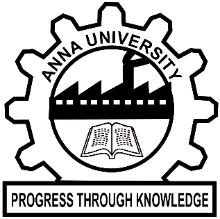 ANNA UNIVERSITY
PROGRESS THROUGH KNOWLEDGE